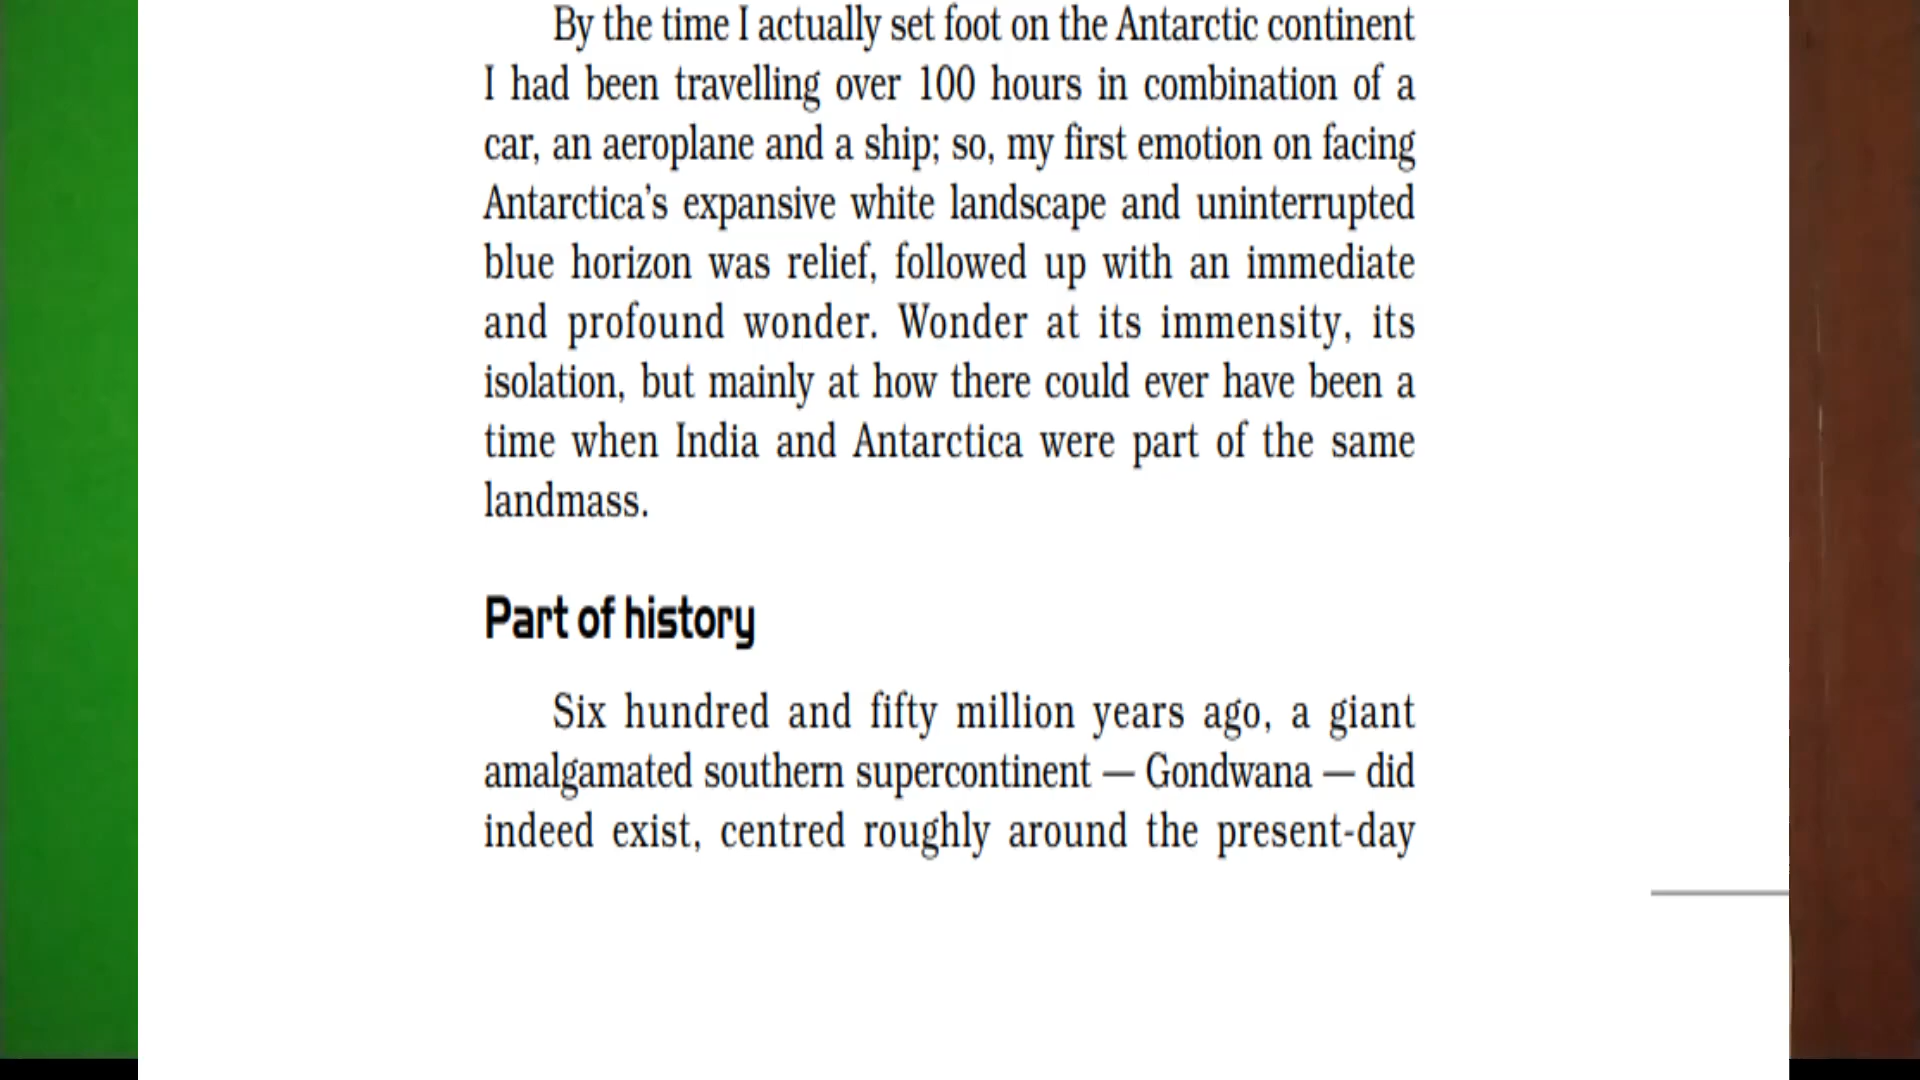 By the time I actually set foot on the Antarctic continent
I had been travelling over 100 hours in combination of a
car, an aeroplane and a ship; so, my first emotion on facing
Antarctica’s expansive white landscape and uninterrupted
blue horizon was relief, followed up with an immediate
and profound wonder. Wonder at its immensity, its
isolation, but mainly at how there could ever have been a
time when India and Antarctica were part of the same
landmass.
Part of history
Six hundred and fifty million years ago, a giant
amalgamated southern supercontinent — Gondwana — did
indeed exist, centred roughly around the present-day